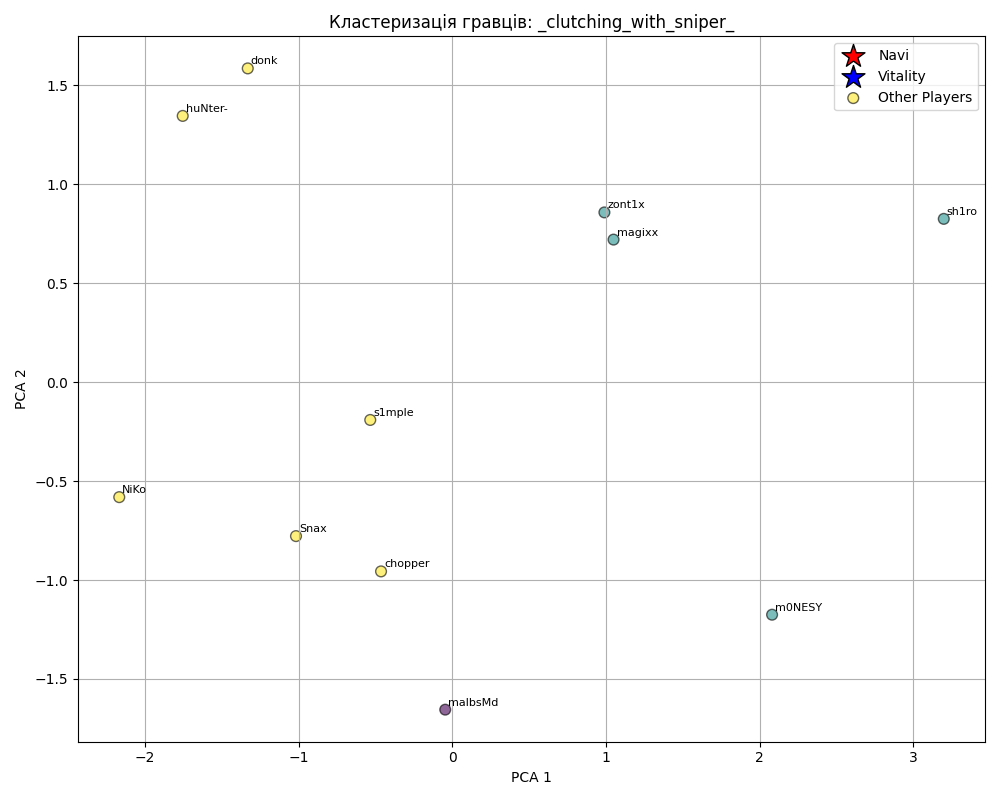 Кластеризація гравців: _clutching_with_sniper_
Navi
Vitality
Other Players
donk
huNter-
zont1x
magixx
sh1ro
s1mple
NiKo
Snax
chopper
m0NESY
malbsMd
1.5
1.0
0.5
0.0
−0.5
−1.0
−1.5
PCA 2
−2
−1
0
1
2
3
PCA 1